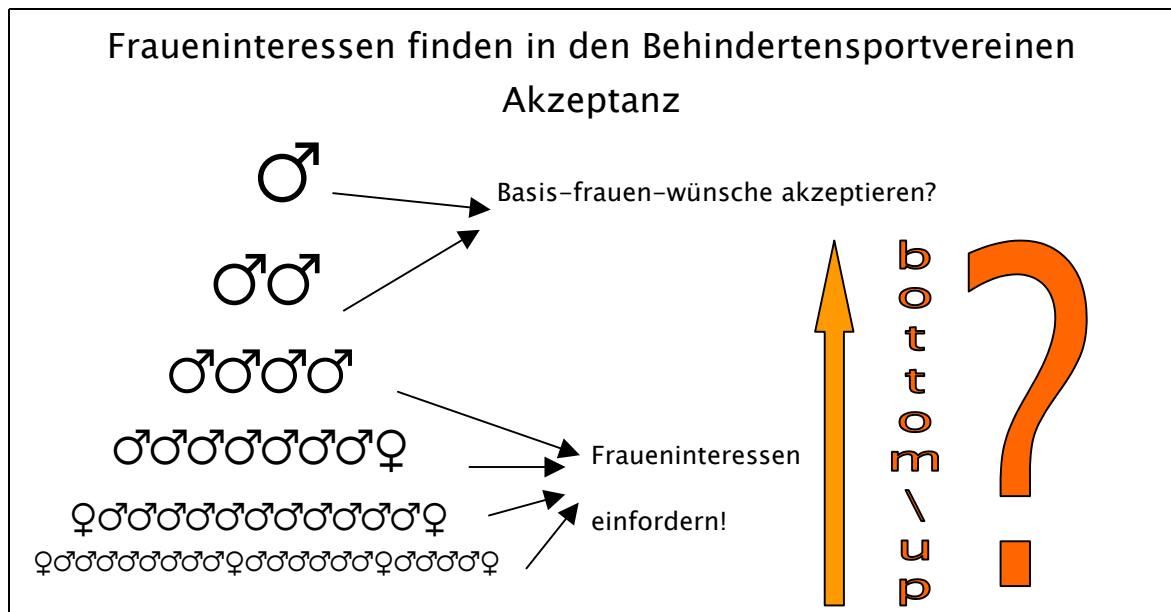 Fraueninteressen finden in den Behindertensportvereinen
Akzeptanz
Basis-frauen-wünsche akzeptieren?
Fraueninteressen
einfordern!
bottom\up
?